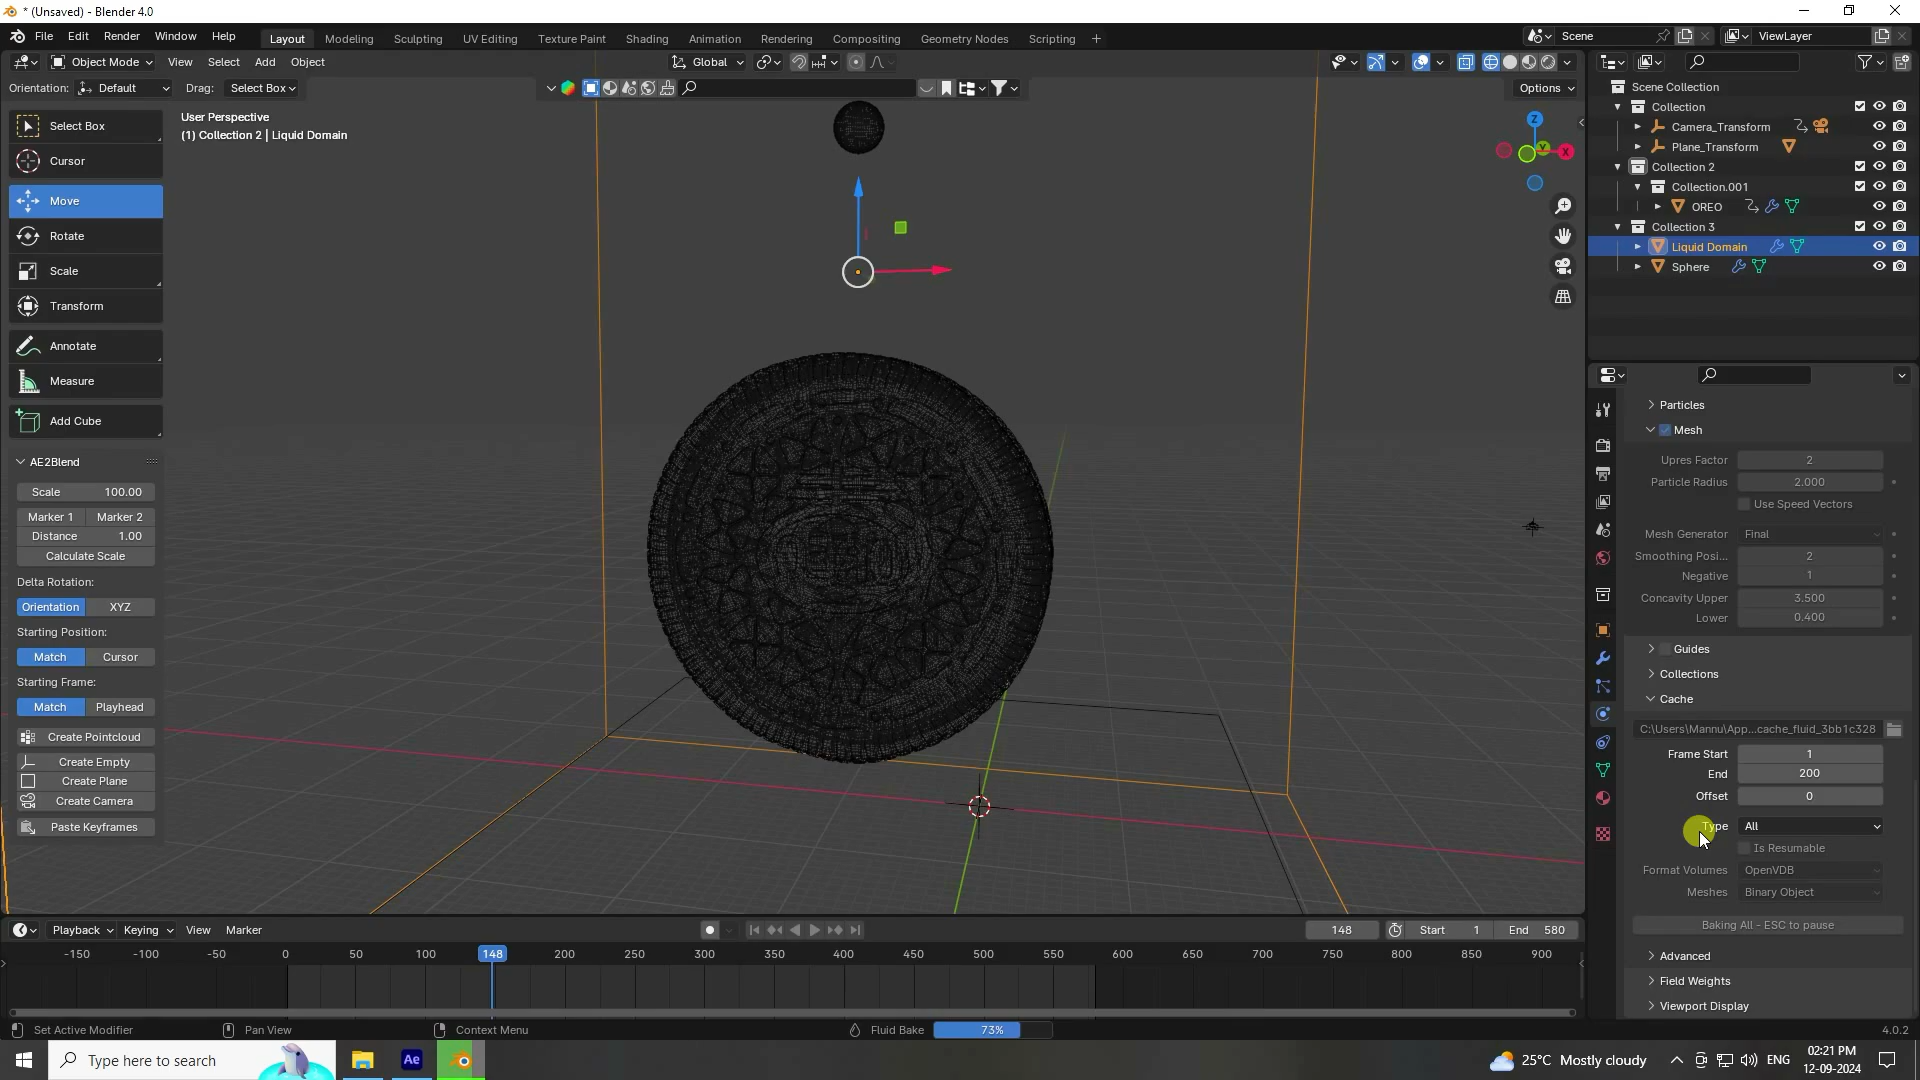 * (Unsaved) - Blender 4.0
File Edit Render Window Help
Layout Modeling Sculpting UV Editing Texture Paint Shading Animation Rendering Compositing Geometry Nodes Scripting +
Scene
ViewLayer
Object Mode View Select Add Object
Global
Orientation: Default Drag: Select Box
Options
User Perspective
(1) Collection 2 | Liquid Domain
Z
Y
X
Select Box
Cursor
Move
Rotate
Scale
Transform
Annotate
Measure
Add Cube
AE2Blend
Scale 100.00
Marker 1 Marker 2
Distance 1.00
Calculate Scale
Delta Rotation:
Orientation XYZ
Starting Position:
Match Cursor
Starting Frame:
Match Playhead
Create Pointcloud
Create Empty
Create Plane
Create Camera
Paste Keyframes
Scene Collection
Collection
Camera_Transform
Plane_Transform
Collection 2
Collection.001
OREO
Collection 3
Liquid Domain
Sphere
Particles
Mesh
Upres Factor 2
Particle Radius 2.000
Use Speed Vectors
Mesh Generator Final
Smoothing Posi... 2
Negative 1
Concavity Upper 3.500
Lower 0.400
Guides
Collections
Cache
C:\Users\Mannu\App...cache_fluid_3bb1c328
Frame Start 1
End 200
Offset 0
Type All
Is Resumable
Format Volumes OpenVDB
Meshes Binary Object
Baking All - ESC to pause
Advanced
Field Weights
Viewport Display
Playback Keying View Marker
148 Start 1 End 580
-150 -100 -50 0 50 100 148 200 250 300 350 400 450 500 550 600 650 700 750 800 850 900
Set Active Modifier Pan View Context Menu Fluid Bake 73% 4.0.2
Type here to search
Ae
25°C Mostly cloudy
ENG
02:21 PM
12-09-2024